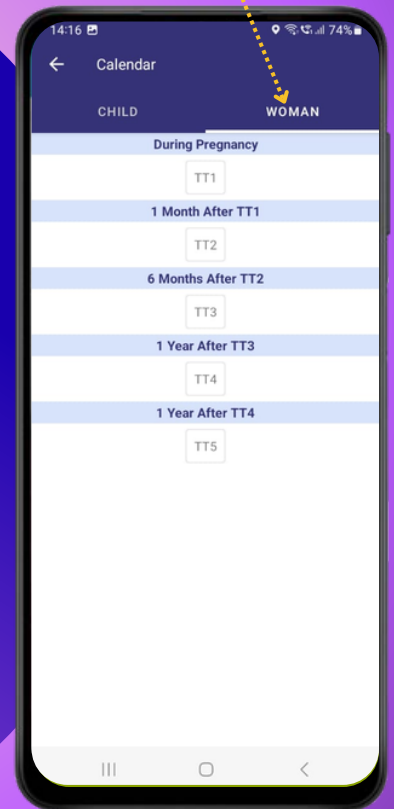 14:16 74%
Calendar
CHILD WOMAN
During Pregnancy
TT1
1 Month After TT1
TT2
6 Months After TT2
TT3
1 Year After TT3
TT4
1 Year After TT4
TT5